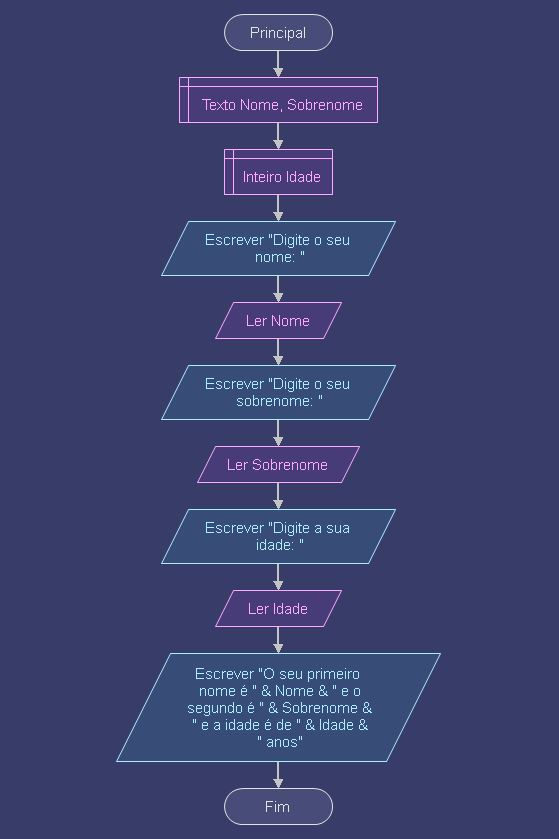 Principal
Texto Nome, Sobrenome
Inteiro Idade
Escrever "Digite o seu
nome: "
Ler Nome
Escrever "Digite o seu
sobrenome: "
Ler Sobrenome
Escrever "Digite a sua
idade: "
Ler Idade
Escrever "O seu primeiro
nome é " & Nome & " e o
segundo é " & Sobrenome &
" e a idade é de " & Idade &
" anos"
Fim